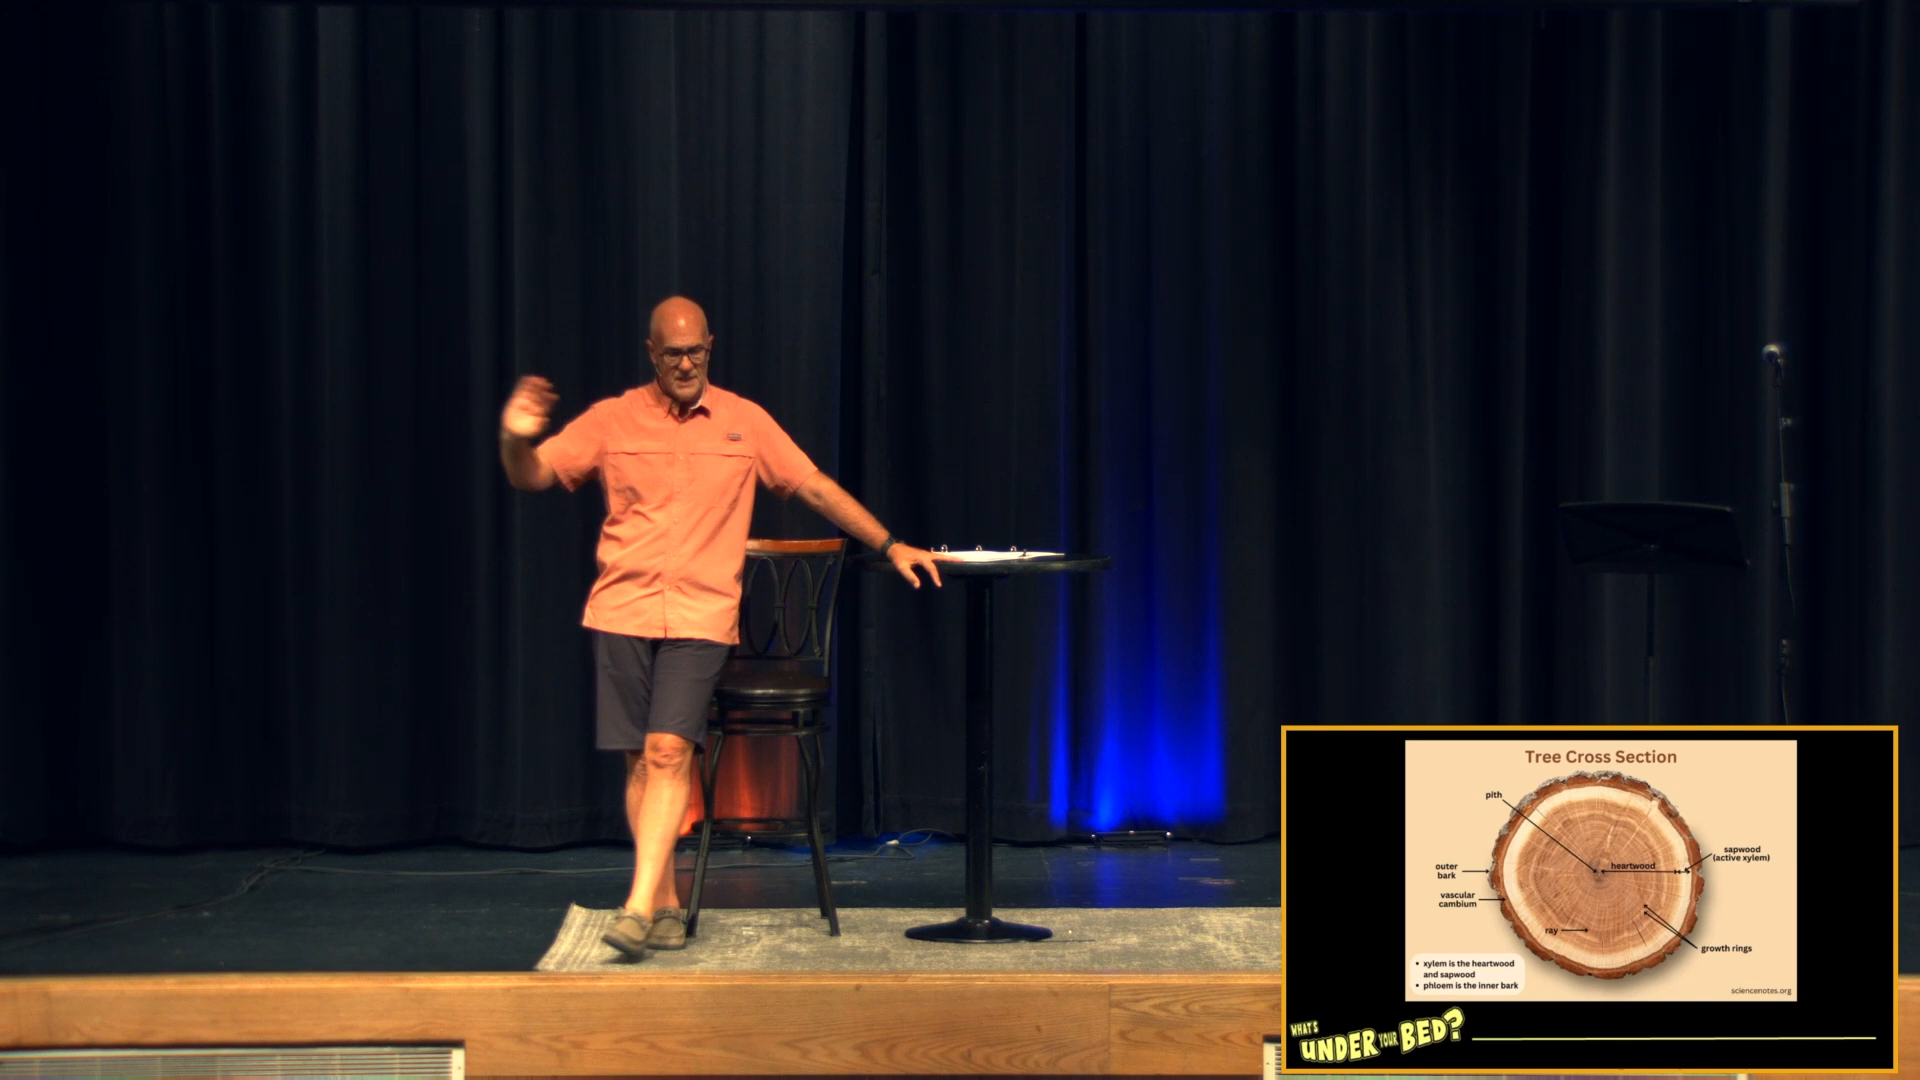 Tree Cross Section
pith
heartwood
sapwood
(active xylem)
outer
bark
vascular
cambium
ray
growth rings
• xylem is the heartwood
and sapwood
• phloem is the inner bark
sciencenotes.org
WHAT'S
UNDER YOUR BED?